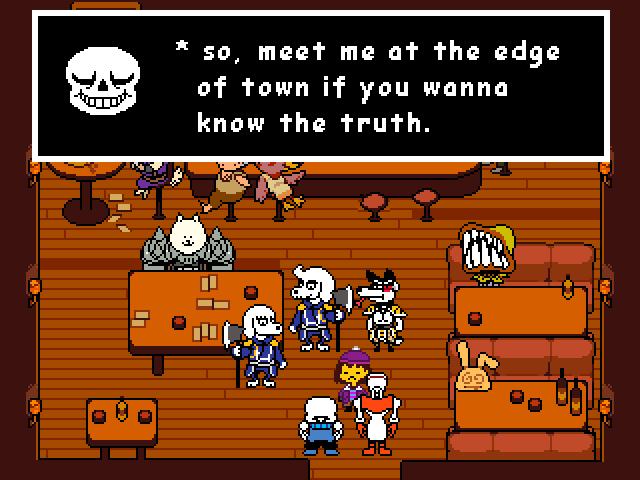 * so, meet me at the edge
of town if you wanna
know the truth.